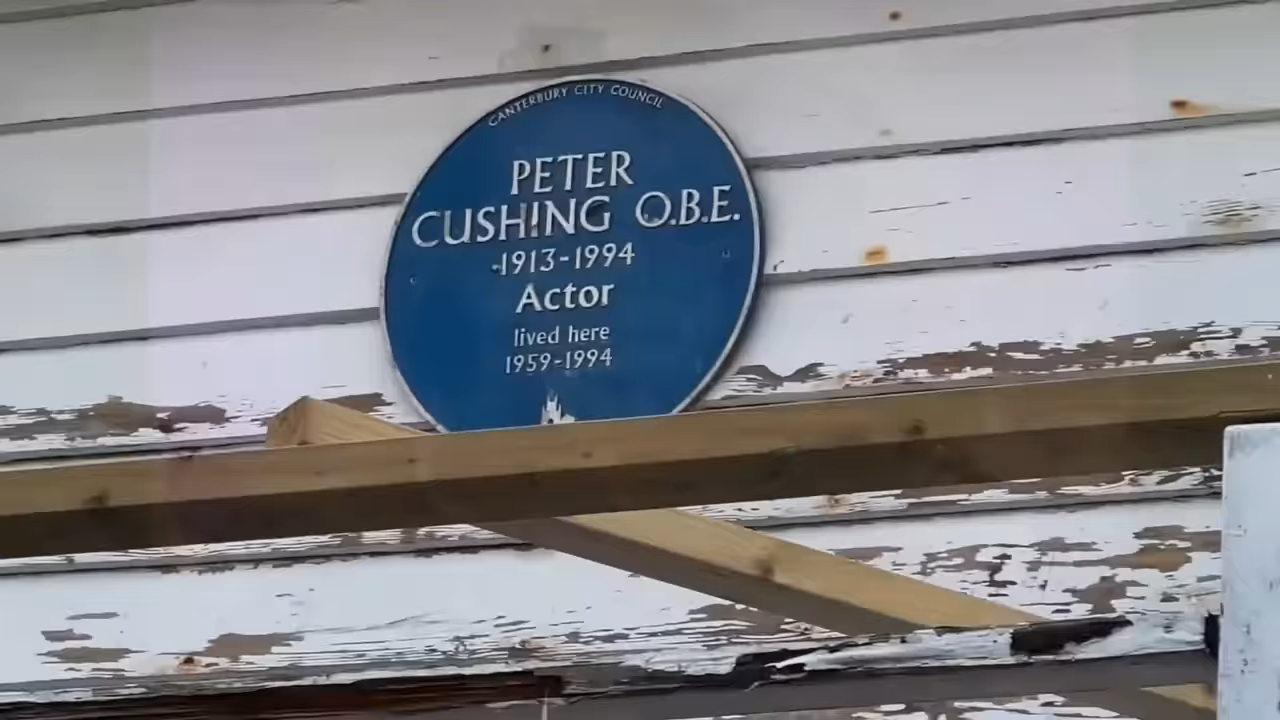 CANTERBURY CITY COUNCIL
PETER
CUSHING O.B.E.
1913-1994
Actor
lived here
1959-1994